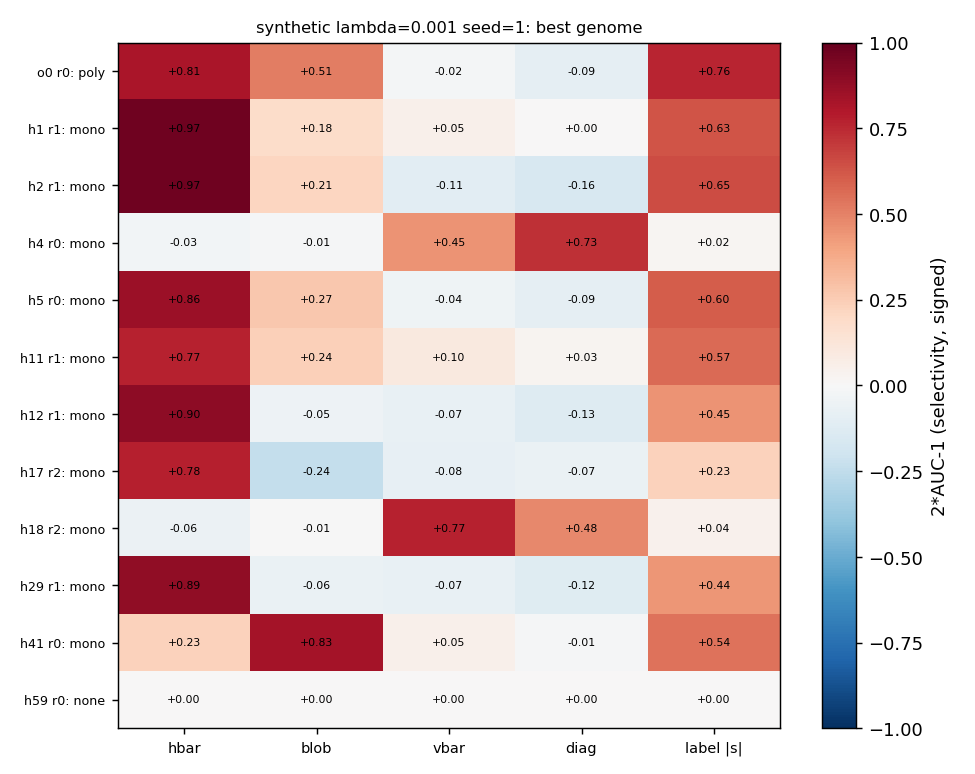 synthetic lambda=0.001 seed=1: best genome
o0 r0: poly +0.81 +0.51 -0.02 -0.09 +0.76
h1 r1: mono +0.97 +0.18 +0.05 +0.00 +0.63
h2 r1: mono +0.97 +0.21 -0.11 -0.16 +0.65
h4 r0: mono -0.03 -0.01 +0.45 +0.73 +0.02
h5 r0: mono +0.86 +0.27 -0.04 -0.09 +0.60
h11 r1: mono +0.77 +0.24 +0.10 +0.03 +0.57
h12 r1: mono +0.90 -0.05 -0.07 -0.13 +0.45
h17 r2: mono +0.78 -0.24 -0.08 -0.07 +0.23
h18 r2: mono -0.06 -0.01 +0.77 +0.48 +0.04
h29 r1: mono +0.89 -0.06 -0.07 -0.12 +0.44
h41 r0: mono +0.23 +0.83 +0.05 -0.01 +0.54
h59 r0: none +0.00 +0.00 +0.00 +0.00 +0.00
hbar blob vbar diag label |s|
1.00
0.75
0.50
0.25
0.00
−0.25
−0.50
−0.75
−1.00
2*AUC-1 (selectivity, signed)